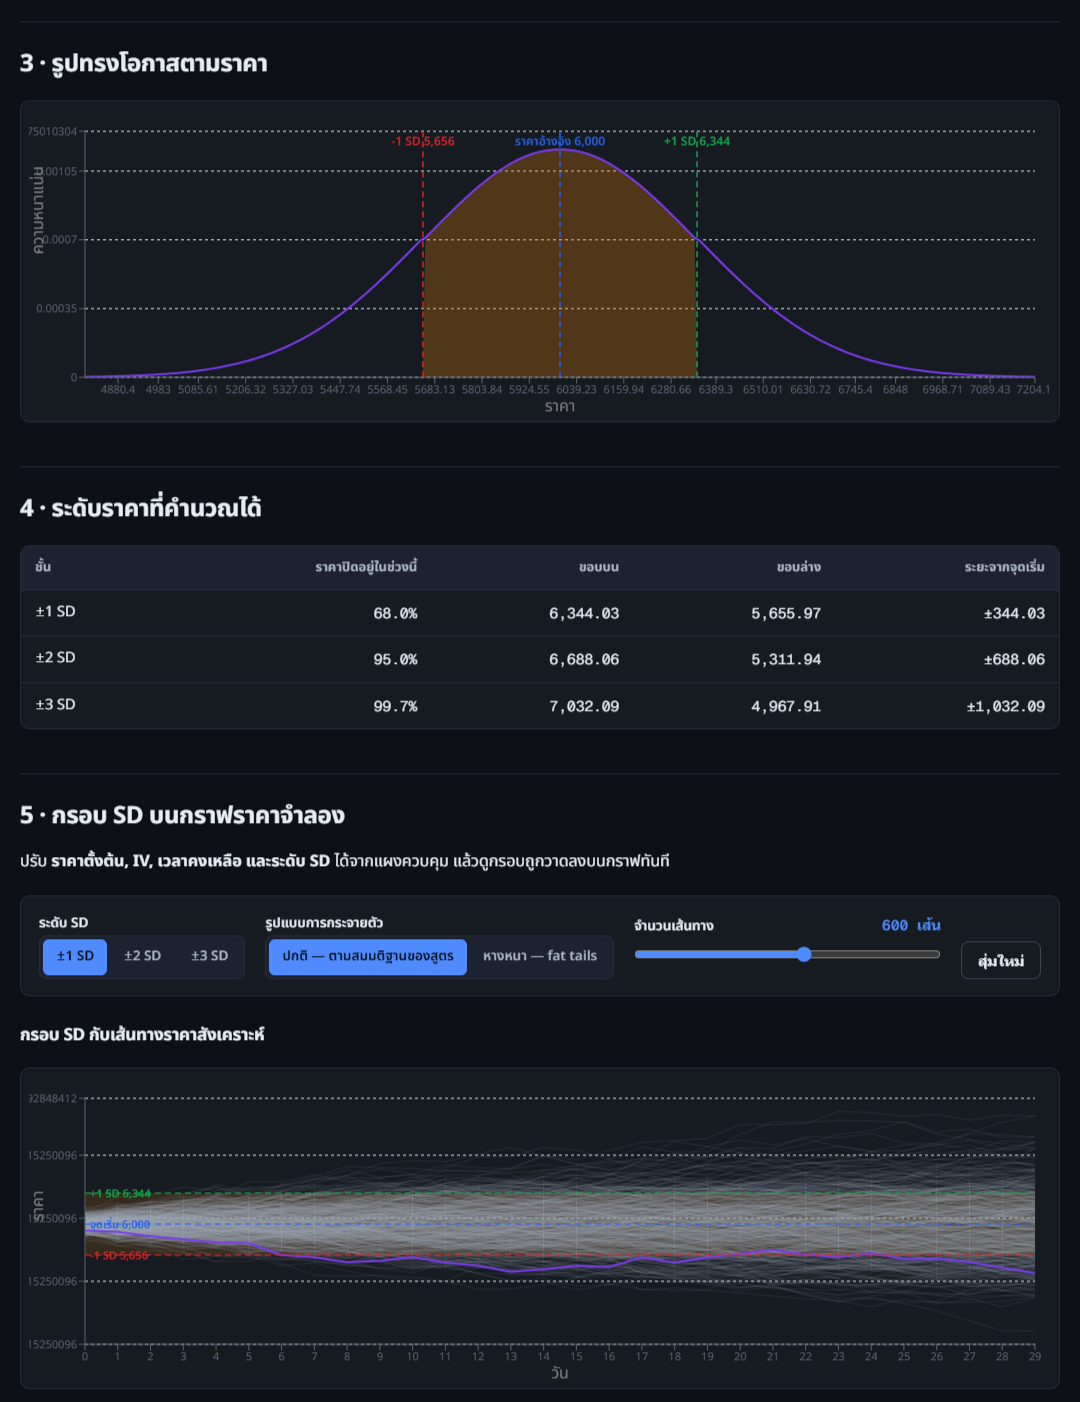 3 · รูปทรงโอกาสตามราคา
75010304
-1 SD 5,656
ราคาอ้างอิง 6,000
+1 SD 6,344
0.00105
ความหนาแน่น
0.0007
0.00035
0
4880.4 4983 5085.61 5206.32 5327.03 5447.74 5568.45 5683.13 5803.84 5924.55 6039.23 6159.94 6280.66 6389.3 6510.01 6630.72 6745.4 6848 6968.71 7089.43 7204.1
ราคา
4 · ระดับราคาที่คำนวณได้
ชั้น ราคาปิดอยู่ในช่วงนี้ ขอบบน ขอบล่าง ระยะจากจุดเริ่ม
±1 SD 68.0% 6,344.03 5,655.97 ±344.03
±2 SD 95.0% 6,688.06 5,311.94 ±688.06
±3 SD 99.7% 7,032.09 4,967.91 ±1,032.09
5 · กรอบ SD บนกราฟราคาจำลอง
ปรับ ราคาตั้งต้น, IV, เวลาคงเหลือ และระดับ SD ได้จากแผงควบคุม แล้วดูกรอบถูกวาดลงบนกราฟทันที
ระดับ SD
±1 SD ±2 SD ±3 SD
รูปแบบการกระจายตัว
ปกติ — ตามสมมติฐานของสูตร หางหนา — fat tails
จำนวนเส้นทาง 600 เส้น
สุ่มใหม่
กรอบ SD กับเส้นทางราคาสังเคราะห์
92848412
15250096
+1 SD 6,344
ราคา
15250096
จุดเริ่ม 6,000
-1 SD 5,656
15250096
15250096
0 1 2 3 4 5 6 7 8 9 10 11 12 13 14 15 16 17 18 19 20 21 22 23 24 25 26 27 28 29
วัน